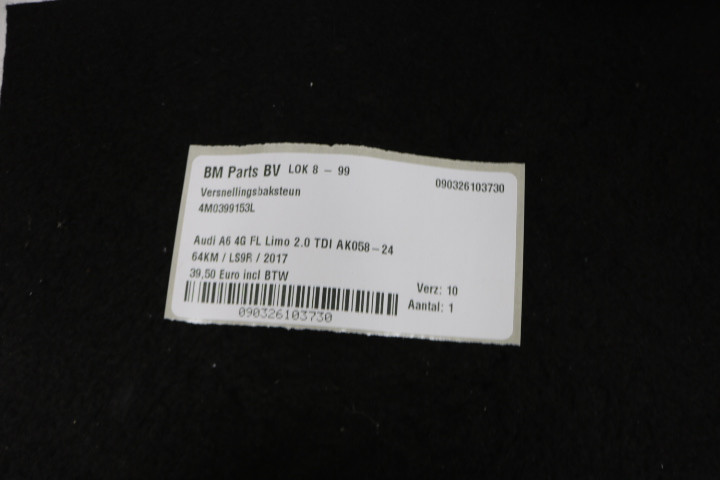 BM Parts BV LOK 8 - 99
090326103730
Versnellingsbaksteun
4M0399153L
Audi A6 4G FL Limo 2.0 TDI AK058-24
64KM / LS9R / 2017
39,50 Euro incl BTW
Verz: 10
Aantal: 1
090326103730